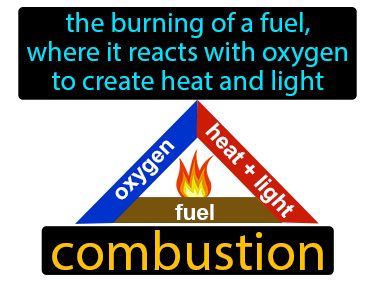 the burning of a fuel,
where it reacts with oxygen
to create heat and light
oxygen
heat + light
fuel
combustion